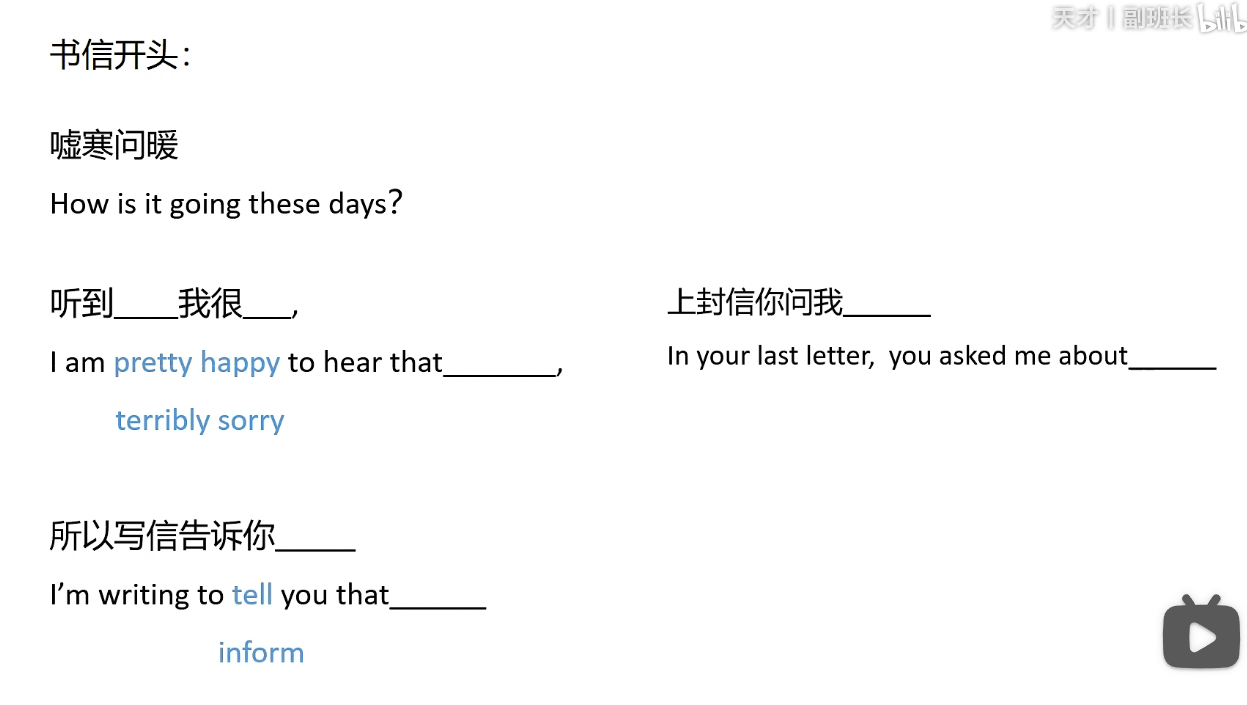 天才丨副班长 bilib
书信开头：
嘘寒问暖
How is it going these days？
听到____我很___,
I am pretty happy to hear that_______,
terribly sorry
上封信你问我______
In your last letter, you asked me about______
所以写信告诉你_____
I’m writing to tell you that______
inform